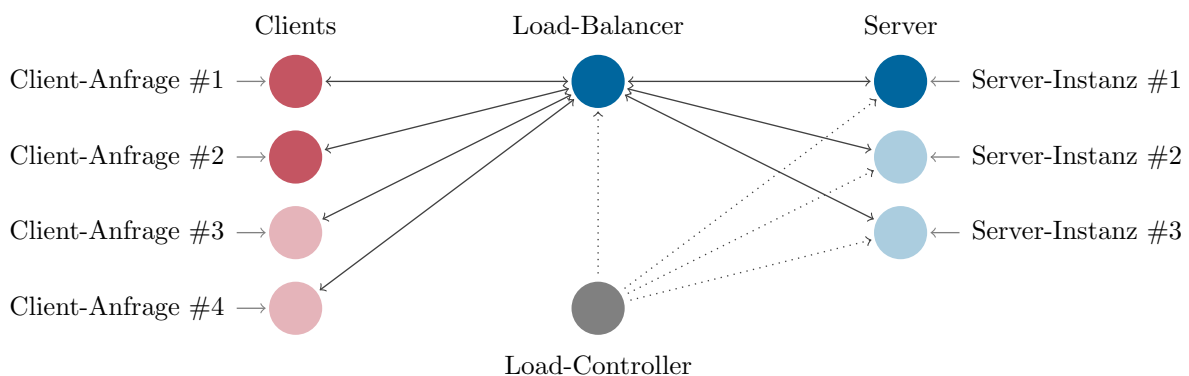 Clients
Load-Balancer
Server
Client-Anfrage #1
Server-Instanz #1
Client-Anfrage #2
Server-Instanz #2
Client-Anfrage #3
Server-Instanz #3
Client-Anfrage #4
Load-Controller